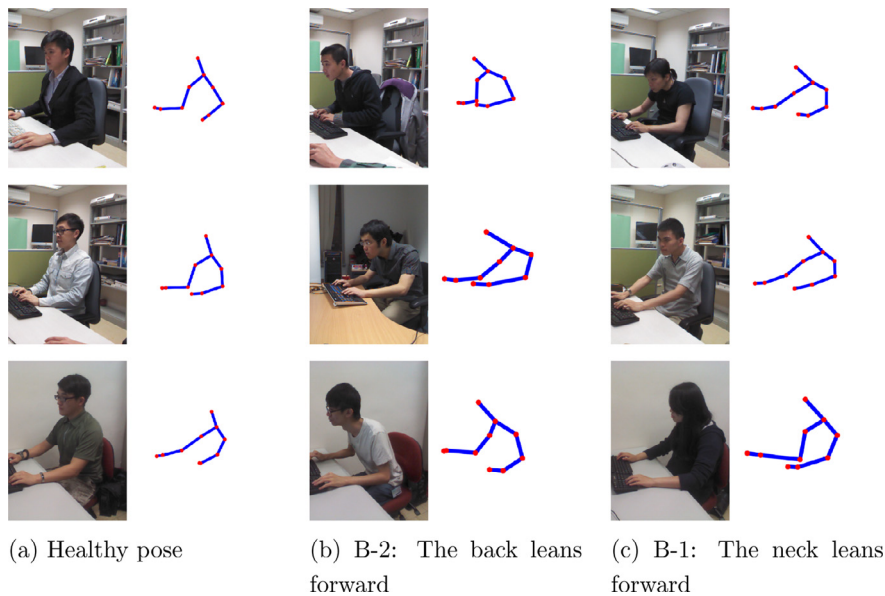 (a) Healthy pose
(b) B-2: The back leans
forward
(c) B-1: The neck leans
forward